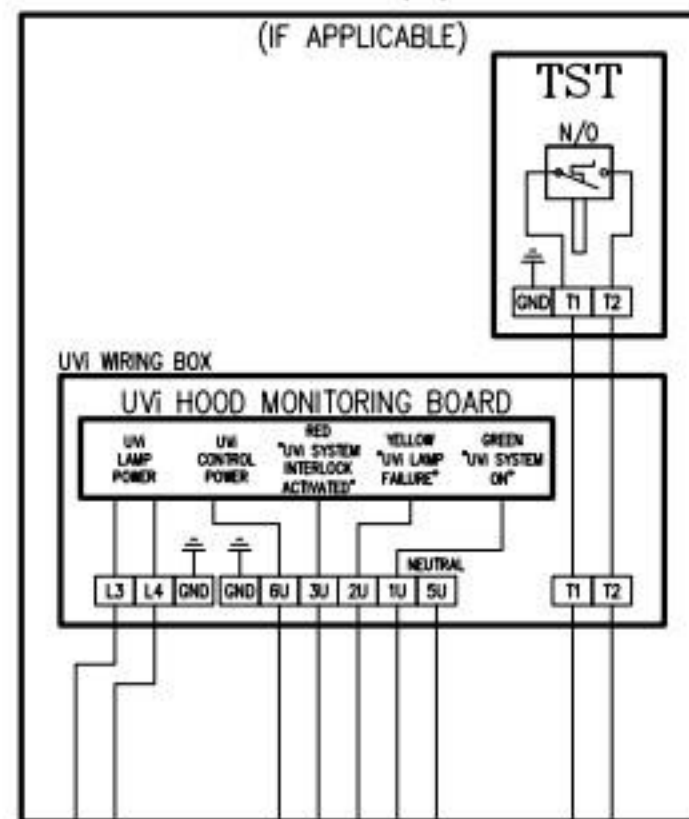 (IF APPLICABLE)
TST
N/O
GND T1 T2
UVi WIRING BOX
UVi HOOD MONITORING BOARD
UVi
LAMP
POWER
UVi
CONTROL
POWER
RED
"UVi SYSTEM
INTERLOCK
ACTIVATED"
YELLOW
"UVi LAMP
FAILURE"
GREEN
"UVi SYSTEM
ON"
NEUTRAL
L3 L4 GND GND 6U 3U 2U 1U 5U T1 T2